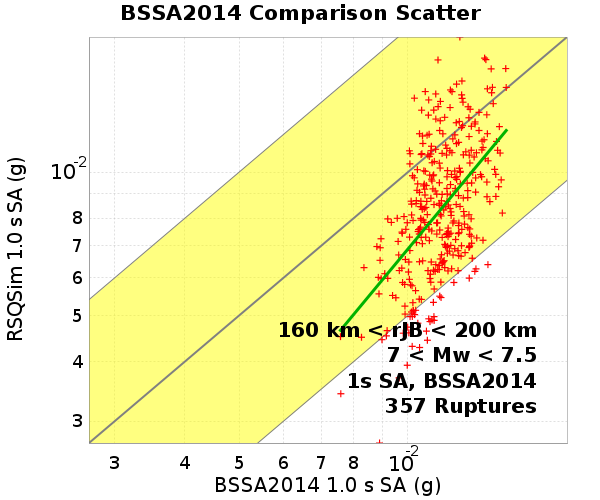 BSSA2014 Comparison Scatter
RSQSim 1.0 s SA (g)
10-2
8
7
6
5
4
3
160 km < rJB < 200 km
7 < Mw < 7.5
1s SA, BSSA2014
357 Ruptures
3 4 5 6 7 8 10-2
BSSA2014 1.0 s SA (g)